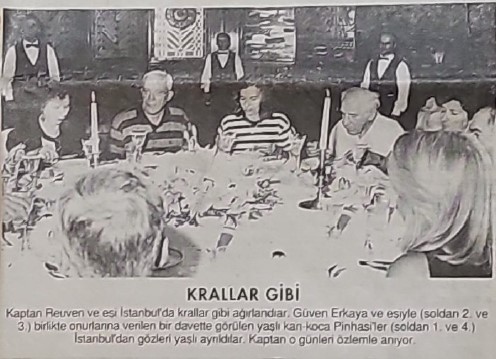 KRALLAR GİBİ
Kaptan Reuven ve eşi İstanbul'da krallar gibi ağırlandılar. Güven Erkaya ve eşiyle (soldan 2. ve
3.) birlikte onurlarına verilen bir davette görülen yaşlı karı-koca Pinhasi'ler (soldan 1. ve 4.)
İstanbul'dan gözleri yaşlı ayrıldılar. Kaptan o günleri özlemle anıyor.